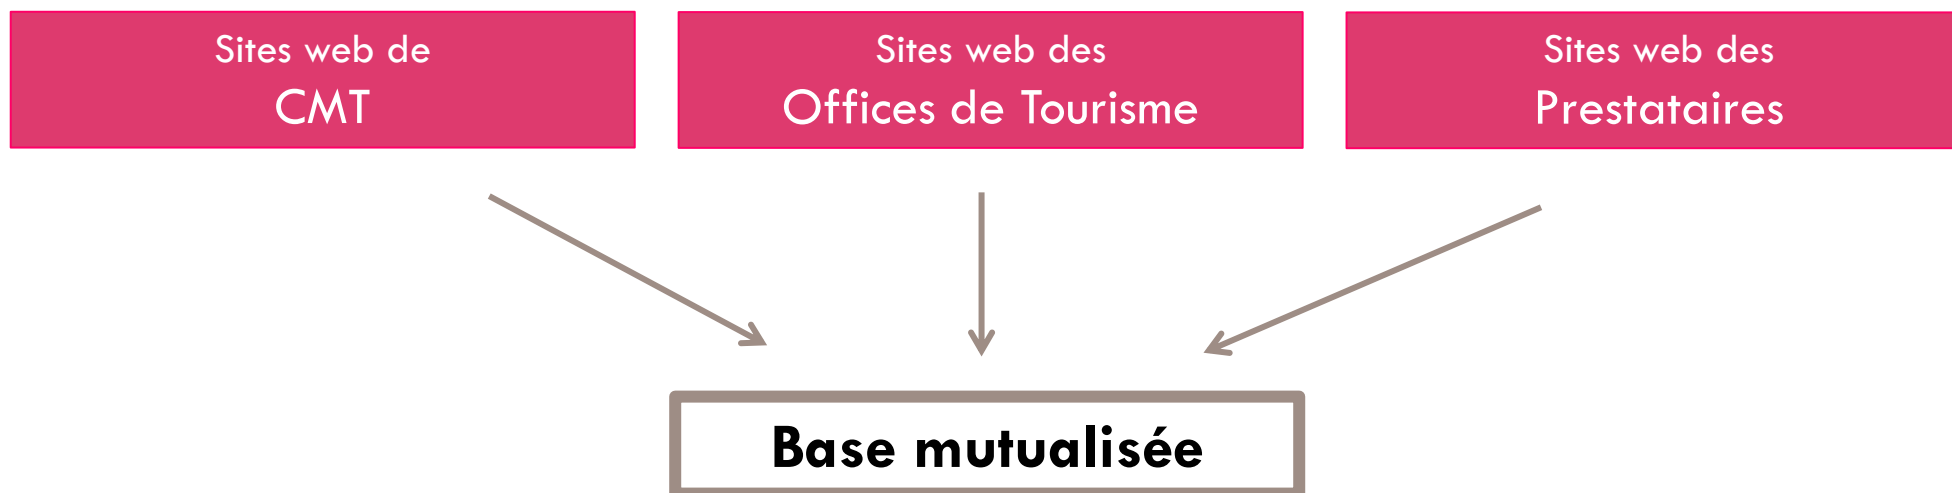 Sites web de
CMT
Sites web des
Offices de Tourisme
Sites web des
Prestataires
Base mutualisée